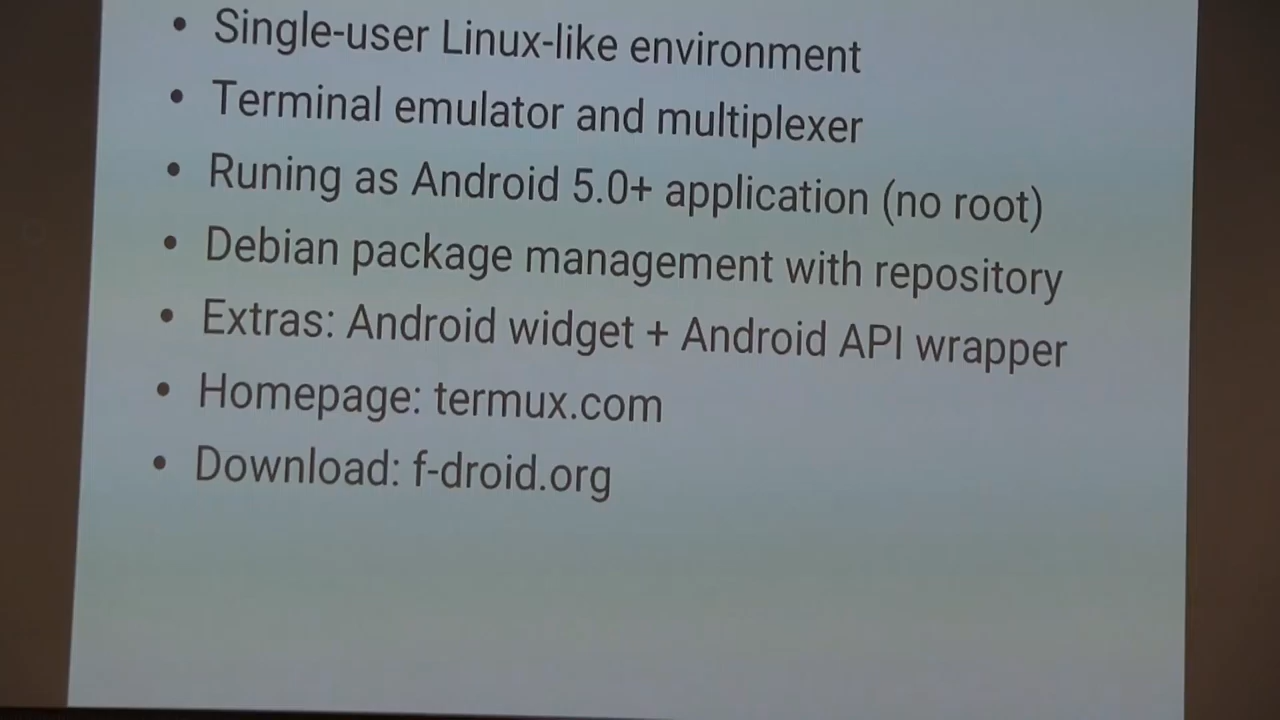 • Single-user Linux-like environment
• Terminal emulator and multiplexer
• Runing as Android 5.0+ application (no root)
• Debian package management with repository
• Extras: Android widget + Android API wrapper
• Homepage: termux.com
• Download: f-droid.org